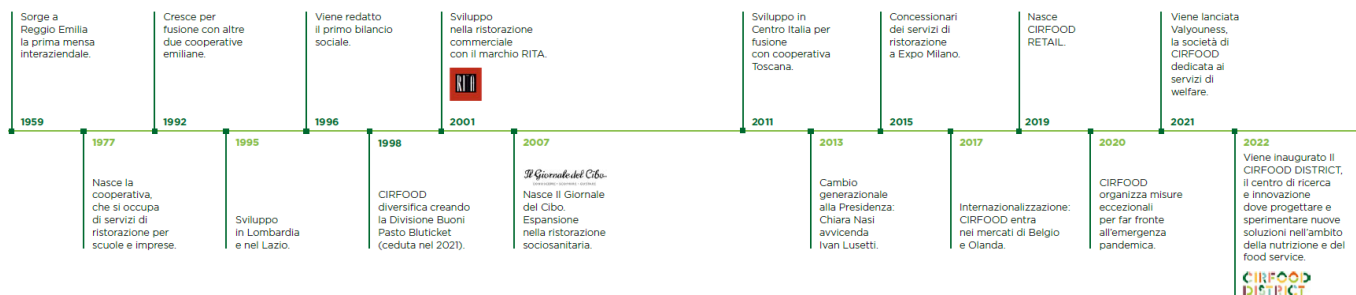 Sorge a
Reggio Emilia
la prima mensa
interaziendale.
1959
1977
Nasce la
cooperativa,
che si occupa
di servizi di
ristorazione per
scuole e imprese.
Cresce per
fusione con altre
due cooperative
emiliane.
1992
1995
Sviluppo
in Lombardia
e nel Lazio.
Viene redatto
il primo bilancio
sociale.
1996
1998
CIRFOOD
diversifica creando
la Divisione Buoni
Pasto Bluticket
(ceduta nel 2021).
Sviluppo
nella ristorazione
commerciale
con il marchio RITA.
RITA
2001
2007
Il Giornale del Cibo
Nasce Il Giornale
del Cibo.
Espansione
nella ristorazione
sociosanitaria.
Sviluppo in
Centro Italia per
fusione
con cooperativa
Toscana.
2011
2013
Cambio
generazionale
alla Presidenza:
Chiara Nasi
avvicenda
Ivan Lusetti.
Concessionari
dei servizi di
ristorazione
a Expo Milano.
2015
2017
Internazionalizzazione:
CIRFOOD entra
nei mercati di Belgio
e Olanda.
Nasce
CIRFOOD
RETAIL.
2019
2020
CIRFOOD
organizza misure
eccezionali
per far fronte
all'emergenza
pandemica.
Viene lanciata
Valyouness,
la società di
CIRFOOD
dedicata ai
servizi di
welfare.
2021
2022
Viene inaugurato Il
CIRFOOD DISTRICT,
il centro di ricerca
e innovazione
dove progettare e
sperimentare nuove
soluzioni nell'ambito
della nutrizione e del
food service.
CIRFOOD
DISTRICT